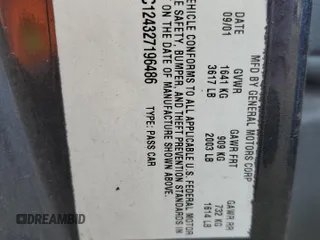 MFD BY GENERAL MOTORS CORP
DATE GVWR GAWR FRT GAWR RR
09/01 1641 KG 909 KG 732 KG
3617 LB 2003 LB 1614 LB
VEHICLE CONFORMS TO ALL APPLICABLE U.S. FEDERAL MOTOR
E SAFETY, BUMPER, AND THEFT PREVENTION STANDARDS IN
ON THE DATE OF MANUFACTURE SHOWN ABOVE.
C124327196486 TYPE: PASS CAR
DREAMBID